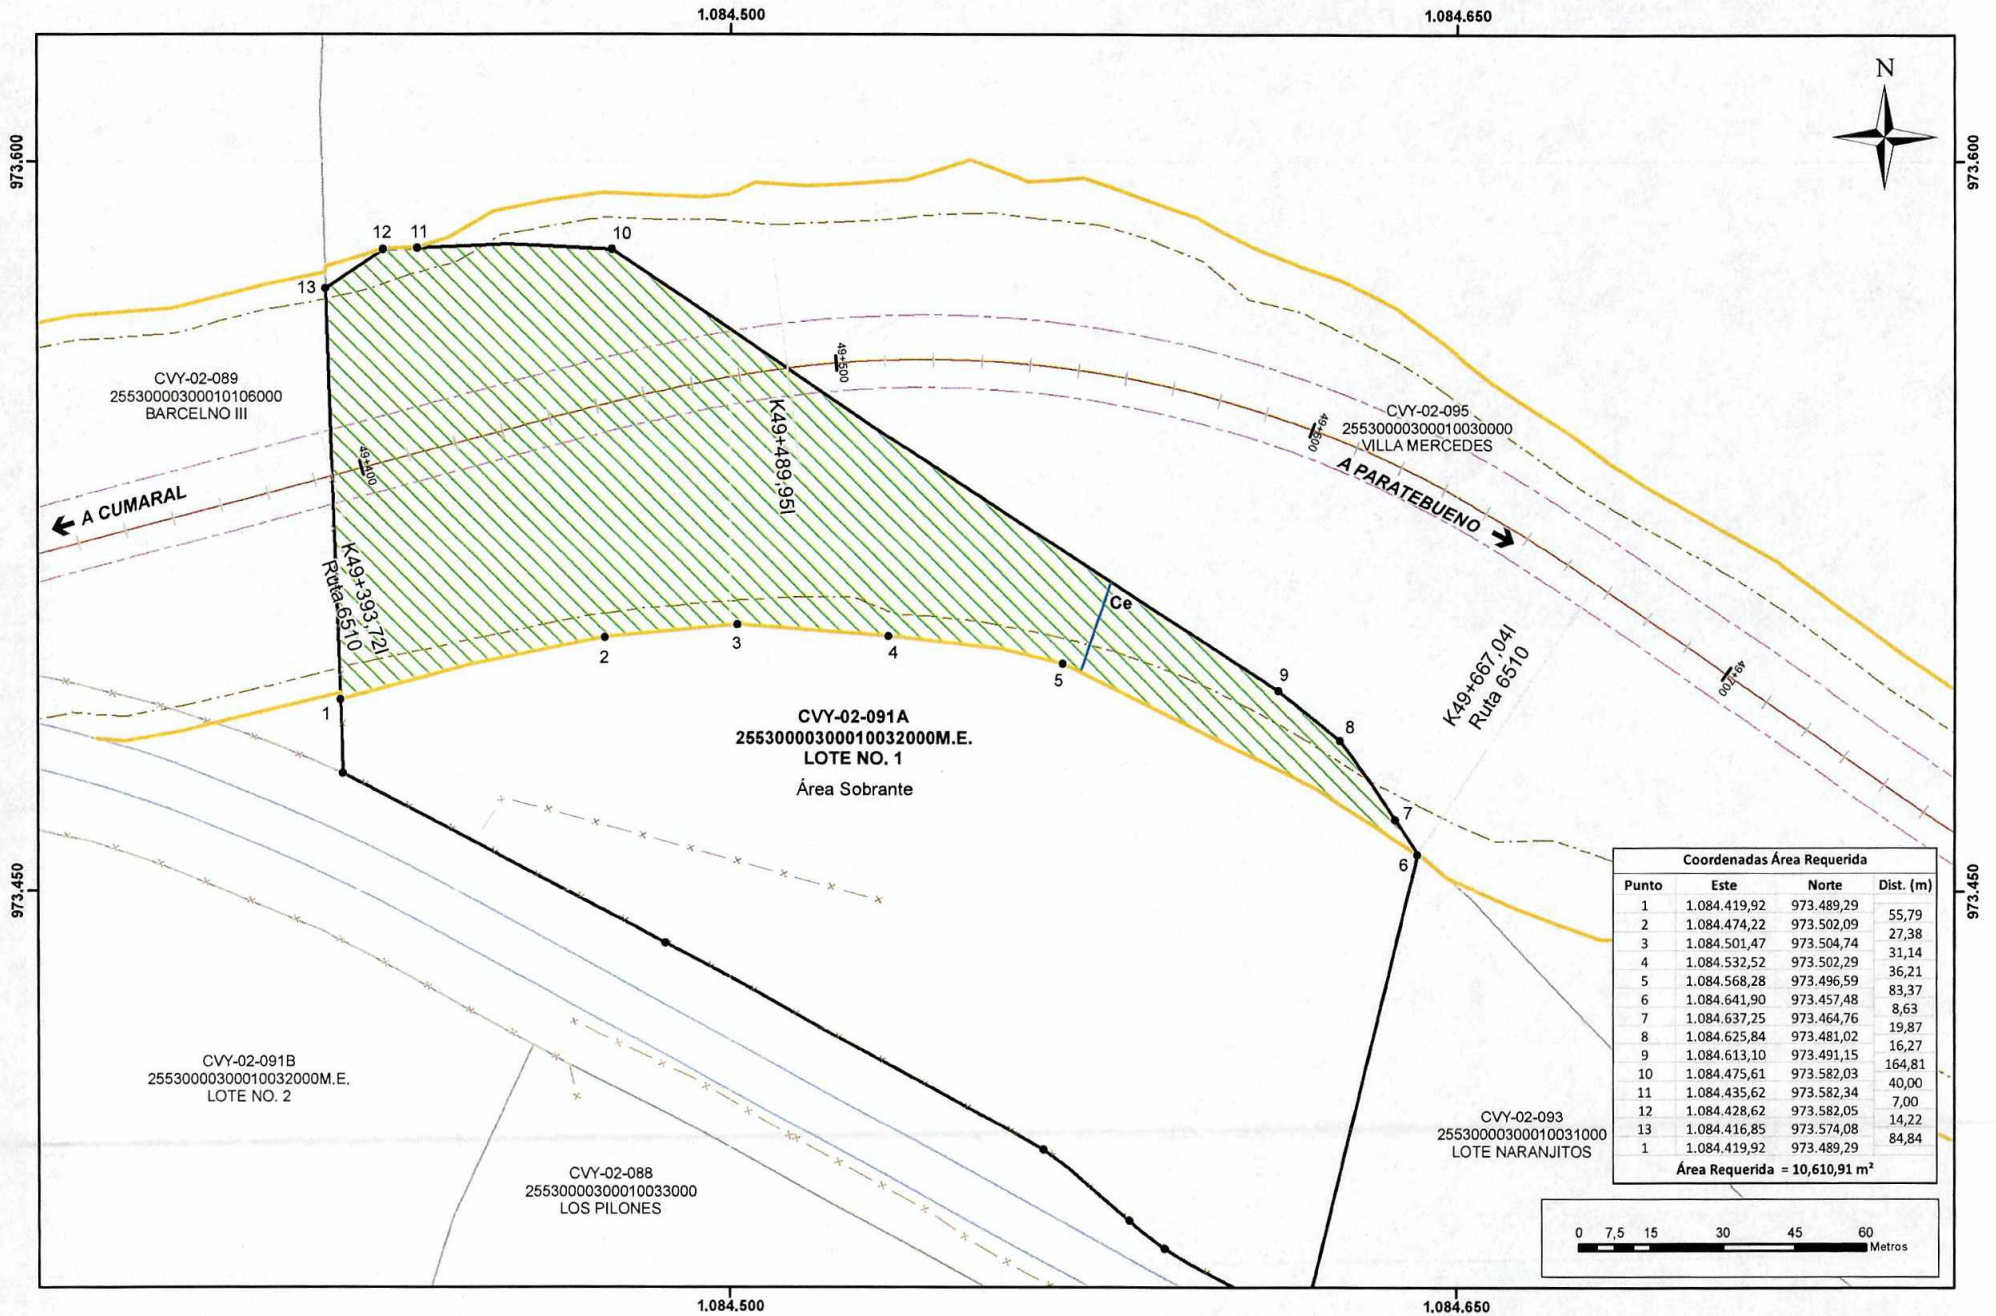 1.084.500
1.084.650
N
973.600
973.600
12
11
10
13
CVY-02-089
25530000300010106000
BARCELNO III
49+500
49+600
CVY-02-095
25530000300010030000
VILLA MERCEDES
K49+489,95I
49+400
A CUMARAL
A PARATEBUENO
K49+393,72I
Ruta 6510
Ce
2
3
4
5
9
K49+667,04I
Ruta 6510
49+700
1
8
CVY-02-091A
25530000300010032000M.E.
LOTE NO. 1
Área Sobrante
7
6
973.450
973.450
Coordenadas Área Requerida
Punto Este Norte Dist. (m)
1 1.084.419,92 973.489,29
55,79
2 1.084.474,22 973.502,09
27,38
3 1.084.501,47 973.504,74
31,14
4 1.084.532,52 973.502,29
36,21
5 1.084.568,28 973.496,59
83,37
6 1.084.641,90 973.457,48
8,63
7 1.084.637,25 973.464,76
19,87
8 1.084.625,84 973.481,02
16,27
9 1.084.613,10 973.491,15
164,81
10 1.084.475,61 973.582,03
40,00
11 1.084.435,62 973.582,34
7,00
12 1.084.428,62 973.582,05
14,22
13 1.084.416,85 973.574,08
84,84
1 1.084.419,92 973.489,29
Área Requerida = 10,610,91 m²
CVY-02-091B
25530000300010032000M.E.
LOTE NO. 2
CVY-02-093
25530000300010031000
LOTE NARANJITOS
CVY-02-088
25530000300010033000
LOS PILONES
0 7,5 15 30 45 60
Metros
1.084.500
1.084.650